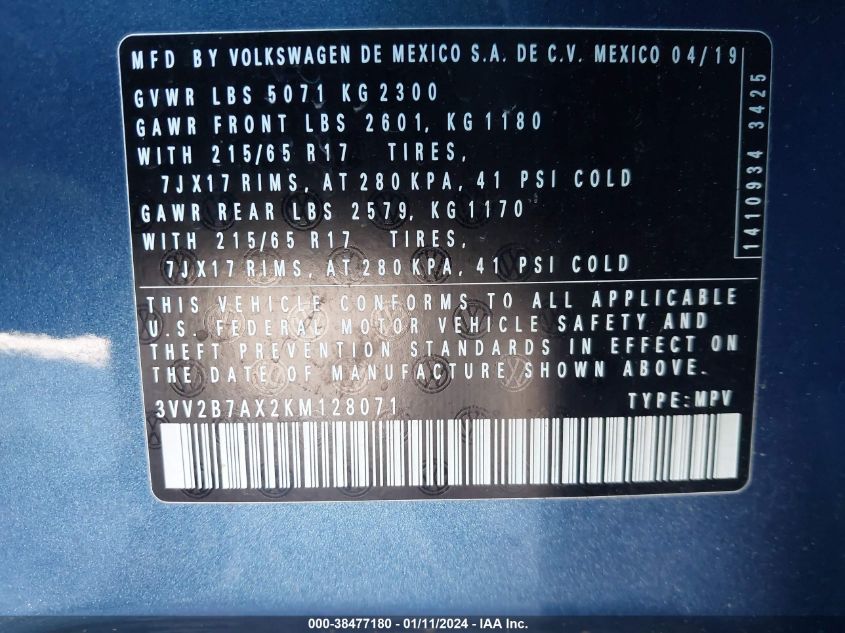 MFD BY VOLKSWAGEN DE MEXICO S.A. DE C.V. MEXICO 04/19
GVWR LBS 5071 KG 2300
GAWR FRONT LBS 2601, KG 1180
WITH 215/65 R17 TIRES,
7JX17 RIMS, AT 280 KPA, 41 PSI COLD
GAWR REAR LBS 2579, KG 1170
WITH 215/65 R17 TIRES,
7JX17 RIMS, AT 280 KPA, 41 PSI COLD
1410934 3425
THIS VEHICLE CONFORMS TO ALL APPLICABLE
U.S. FEDERAL MOTOR VEHICLE SAFETY AND
THEFT PREVENTION STANDARDS IN EFFECT ON
THE DATE OF MANUFACTURE SHOWN ABOVE.
3VV2B7AX2KM128071 TYPE:MPV
000-38477180 - 01/11/2024 - IAA Inc.